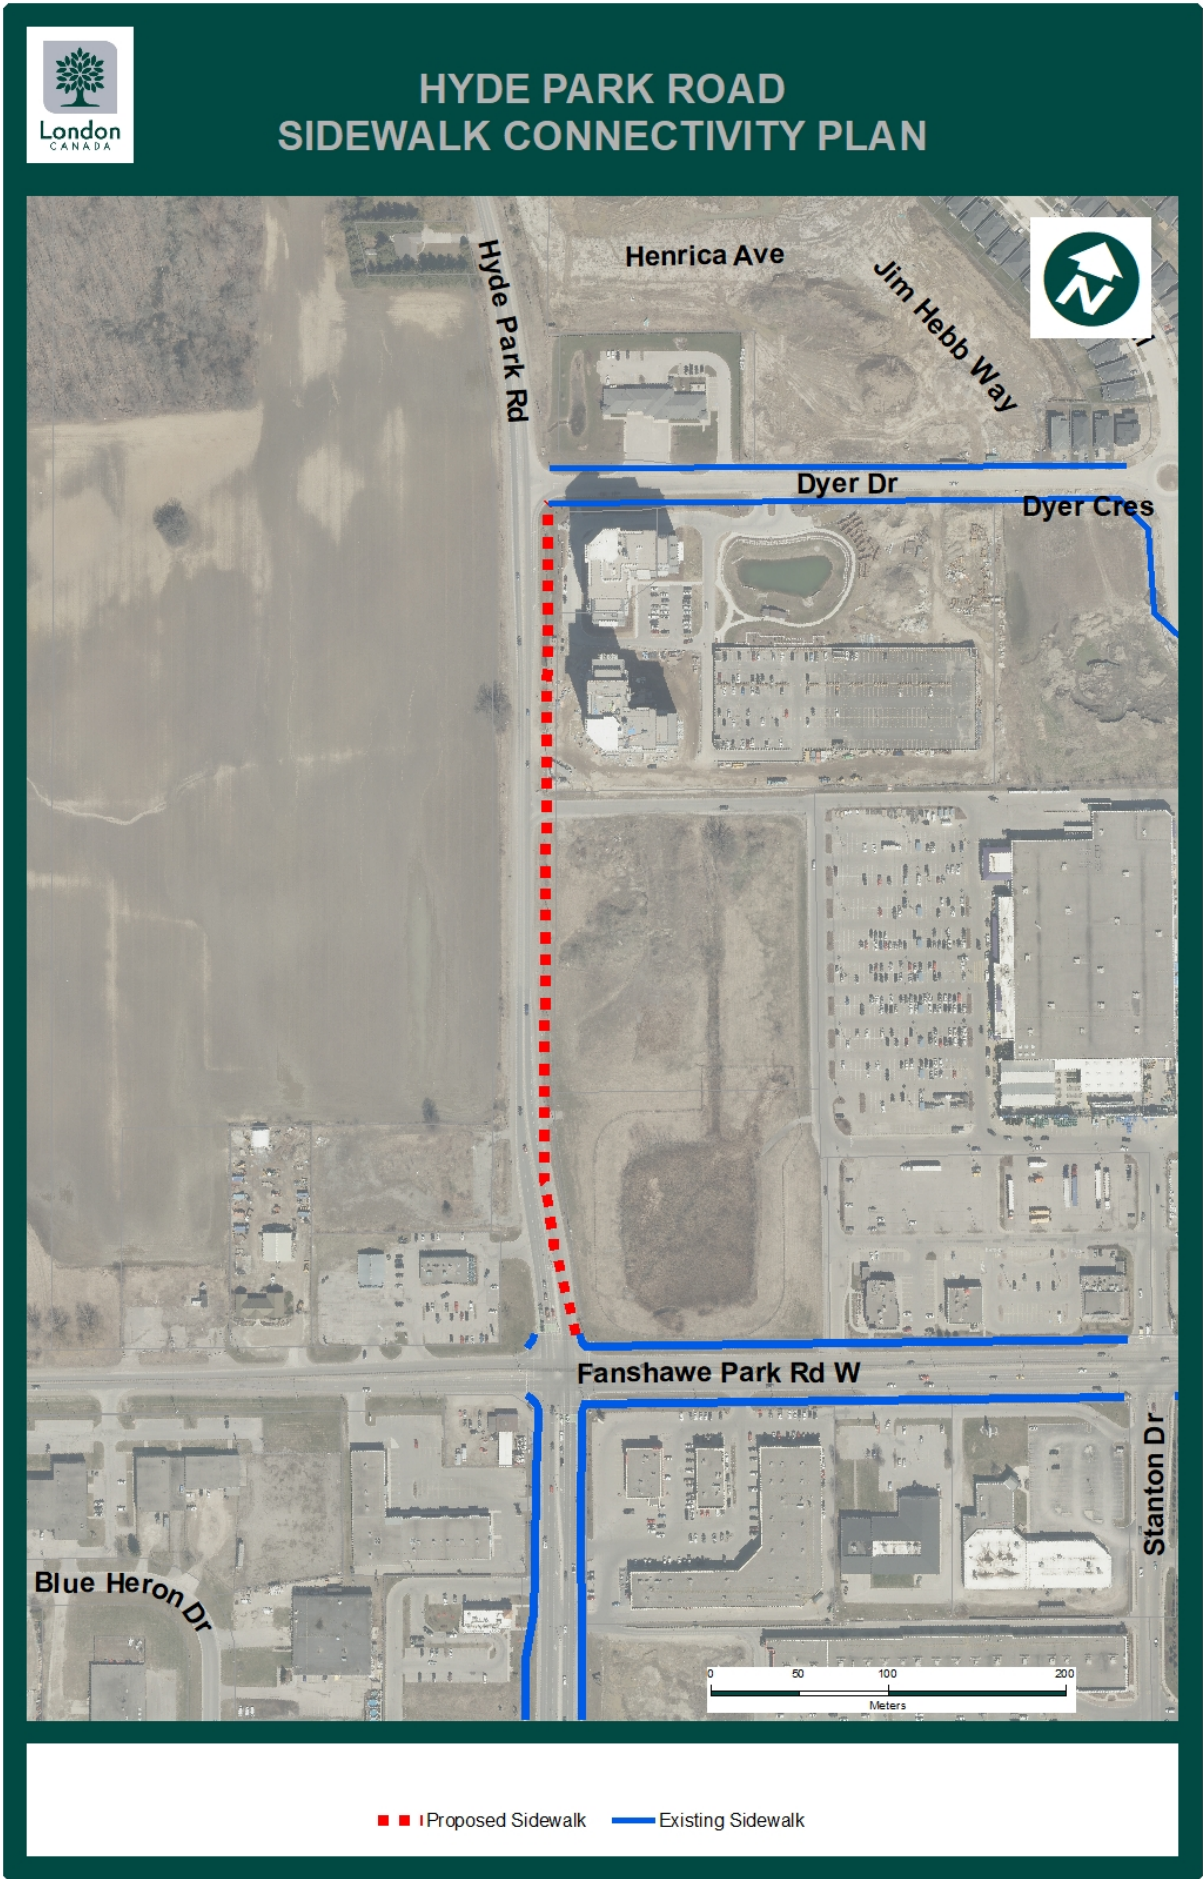 London
CANADA
HYDE PARK ROAD
SIDEWALK CONNECTIVITY PLAN
Hyde Park Rd
Henrica Ave
Jim Hebb Way
N
Dyer Dr
Dyer Cres
Fanshawe Park Rd W
Stanton Dr
Blue Heron Dr
0 50 100 200
Meters
Proposed Sidewalk Existing Sidewalk